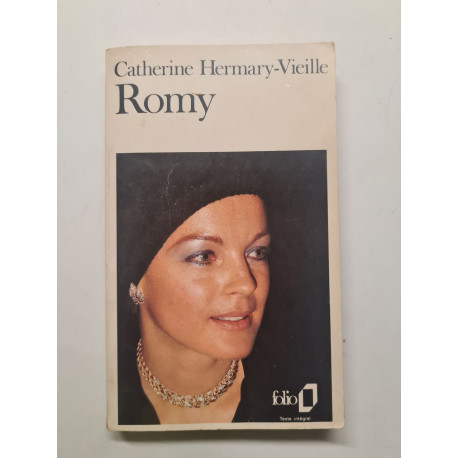 Catherine Hermary-Vieille
Romy
folio
Texte intégral